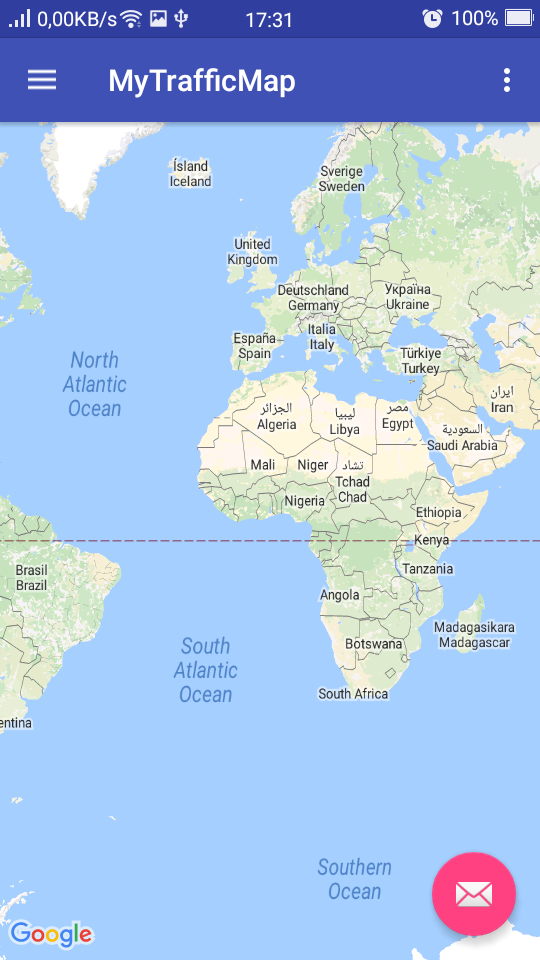 0,00KB/s 17:31 100%
MyTrafficMap
Ísland
Iceland
Sverige
Sweden
United
Kingdom
Deutschland
Germany
Україна
Ukraine
Italia
Italy
España
Spain
Türkiye
Turkey
North
Atlantic
Ocean
الجزائر
Algeria
ليبيا
Libya
مصر
Egypt
ایران
Iran
السعودية
Saudi Arabia
Mali
Niger
تشاد
Tchad
Chad
Nigeria
Ethiopia
Kenya
Brasil
Brazil
Tanzania
Angola
Madagasikara
Madagascar
Botswana
South
Atlantic
Ocean
South Africa
entina
Southern
Ocean
Google